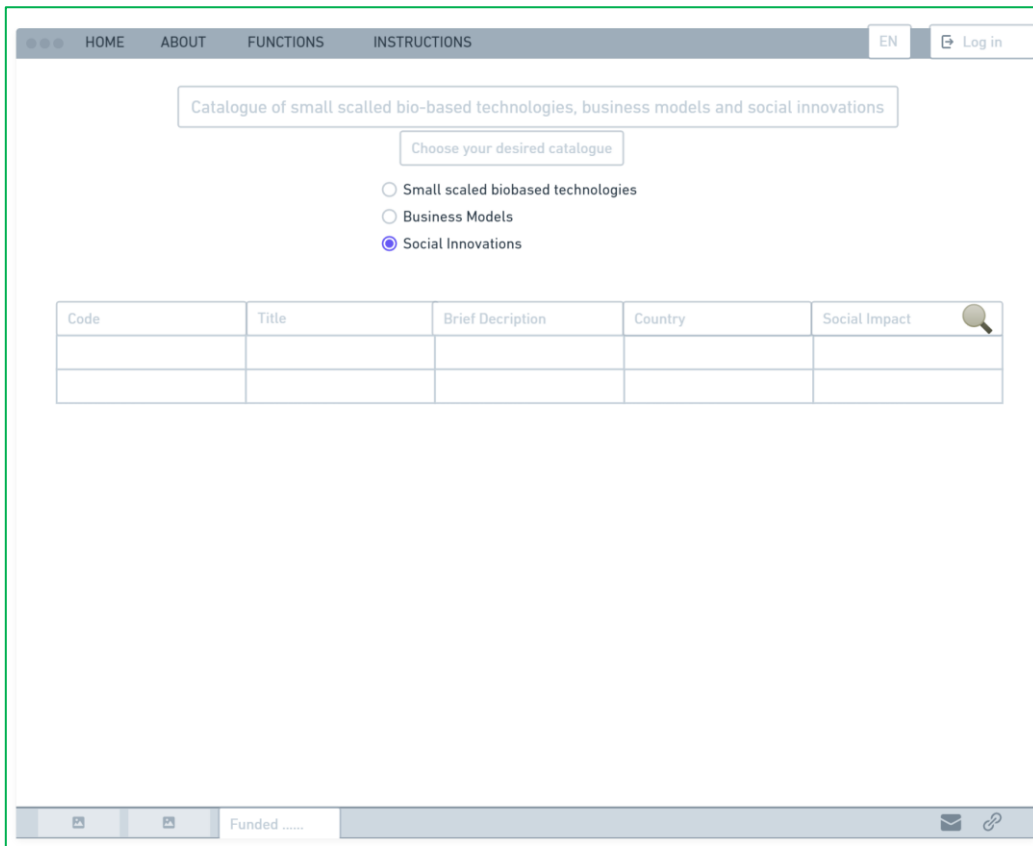 HOME ABOUT FUNCTIONS INSTRUCTIONS EN Log in
Catalogue of small scalled bio-based technologies, business models and social innovations
Choose your desired catalogue
Small scaled biobased technologies
Business Models
Social Innovations
Code Title Brief Decription Country Social Impact
Funded ......